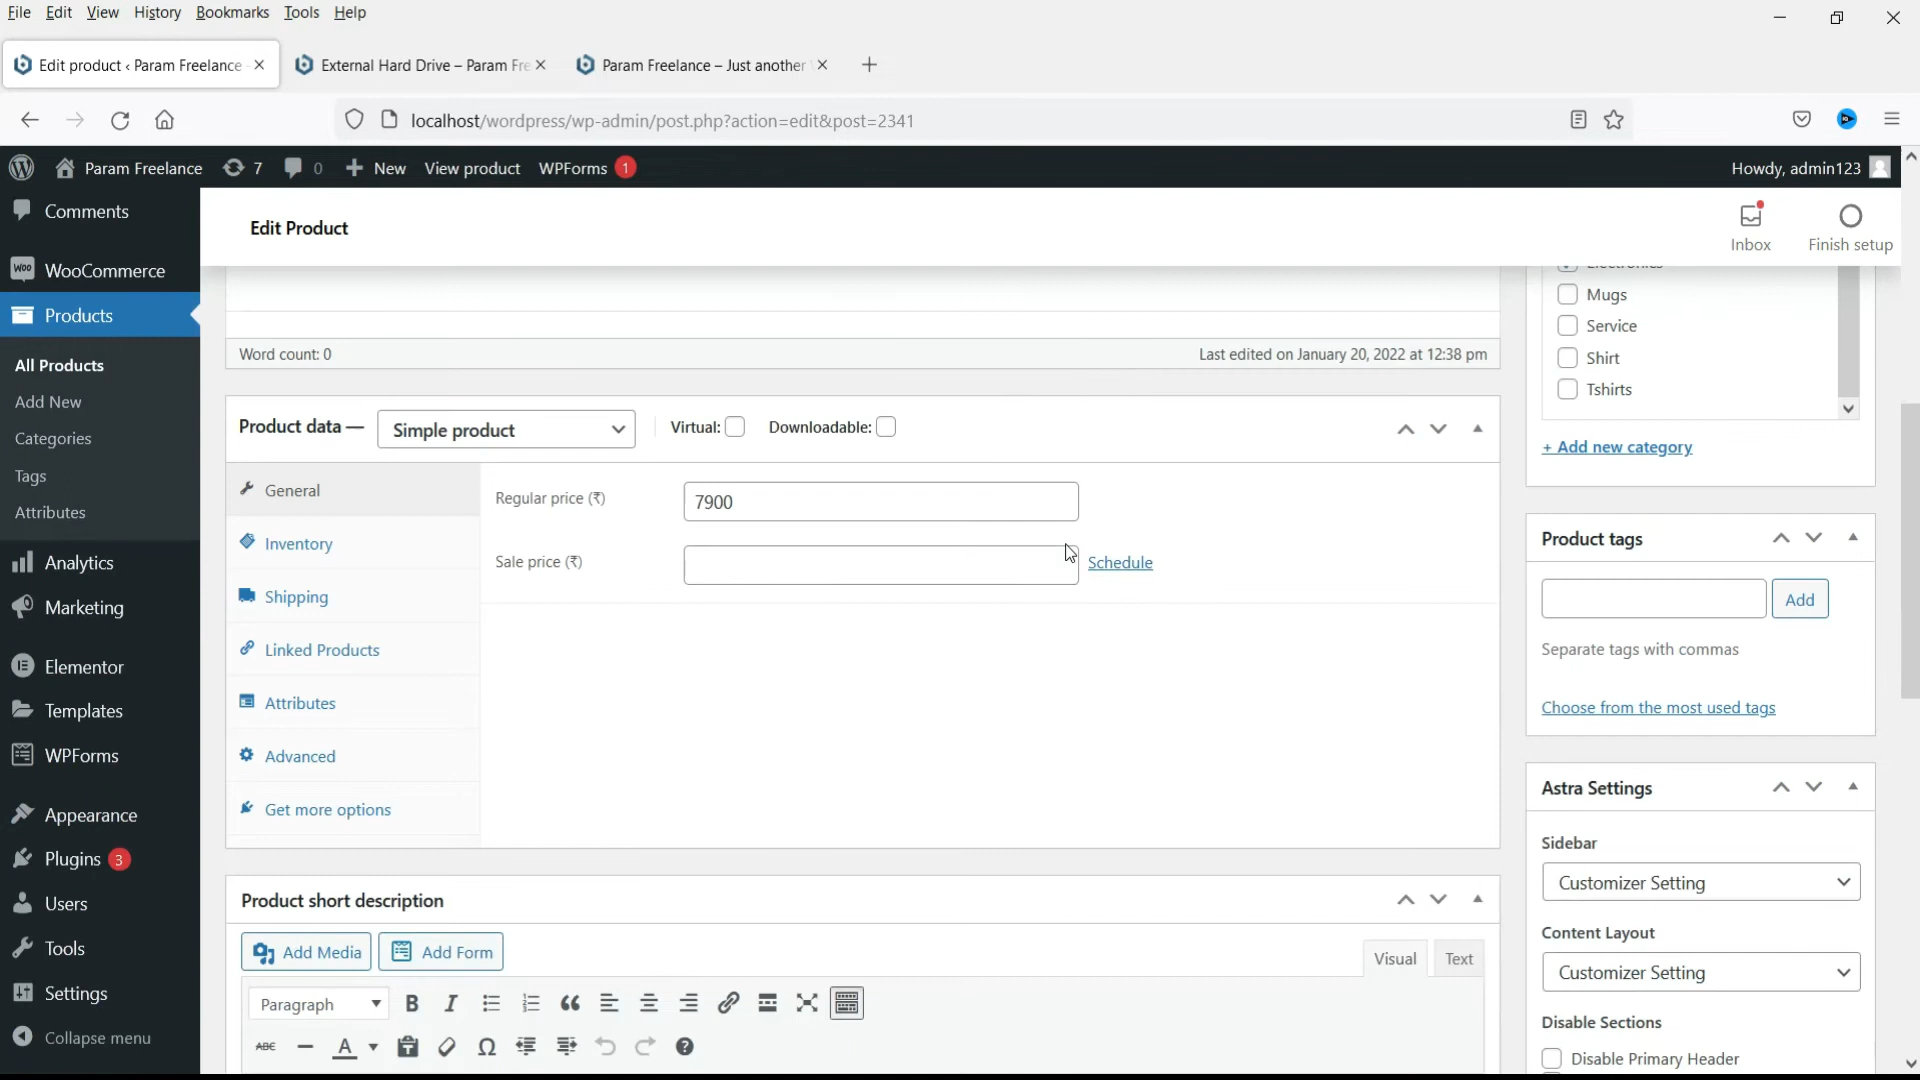 File Edit View History Bookmarks Tools Help
Edit product ‹ Param Freelance
External Hard Drive – Param Fre
Param Freelance – Just another
localhost/wordpress/wp-admin/post.php?action=edit&post=2341
Param Freelance 7 0 New View product WPForms 1 Howdy, admin123
Comments
WooCommerce
Products
All Products
Add New
Categories
Tags
Attributes
Analytics
Marketing
Elementor
Templates
WPForms
Appearance
Plugins 3
Users
Tools
Settings
Collapse menu
Edit Product
Inbox
Finish setup
Word count: 0 Last edited on January 20, 2022 at 12:38 pm
Product data — Simple product Virtual: Downloadable:
General
Inventory
Shipping
Linked Products
Attributes
Advanced
Get more options
Regular price (₹) 7900
Sale price (₹) Schedule
Product short description
Add Media Add Form Visual Text
Paragraph B I
ABC A Ω
Electronics
Mugs
Service
Shirt
Tshirts
+ Add new category
Product tags
Add
Separate tags with commas
Choose from the most used tags
Astra Settings
Sidebar
Customizer Setting
Content Layout
Customizer Setting
Disable Sections
Disable Primary Header